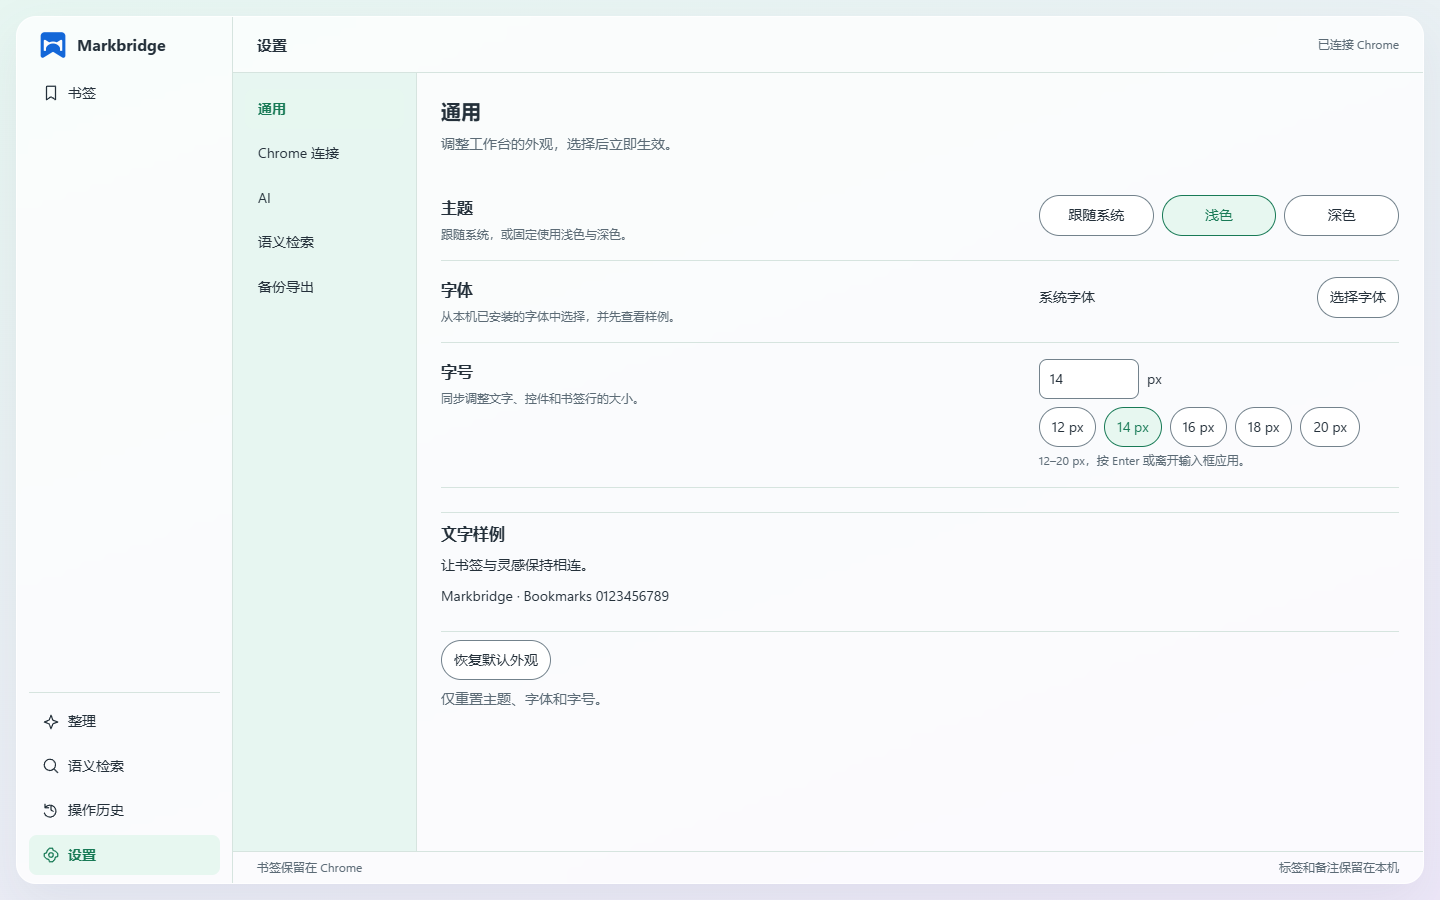 Markbridge
书签
整理
语义检索
操作历史
设置
设置
已连接 Chrome
通用
Chrome 连接
AI
语义检索
备份导出
通用
调整工作台的外观，选择后立即生效。
主题
跟随系统，或固定使用浅色与深色。
跟随系统
浅色
深色
字体
从本机已安装的字体中选择，并先查看样例。
系统字体
选择字体
字号
同步调整文字、控件和书签行的大小。
14 px
12 px
14 px
16 px
18 px
20 px
12–20 px，按 Enter 或离开输入框应用。
文字样例
让书签与灵感保持相连。
Markbridge · Bookmarks 0123456789
恢复默认外观
仅重置主题、字体和字号。
书签保留在 Chrome
标签和备注保留在本机